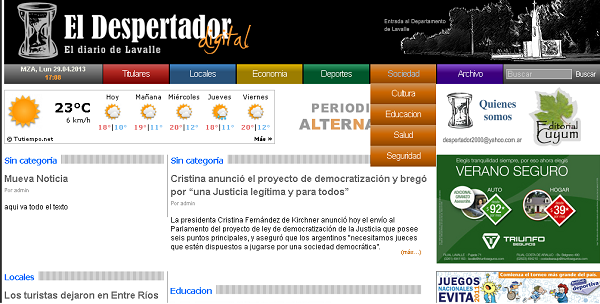 El Despertador
digital
El diario de Lavalle
Entrada al Departamento
de Lavalle
MZA, Lun 29.04.2013
17:08
Titulares
Locales
Economia
Deportes
Sociedad
Archivo
Buscar
Buscar
Cultura
Educacion
Salud
Seguridad
23°C
6 km/h
Hoy
Mañana
Miércoles
Jueves
Viernes
18°|10°
19°|11°
20°|12°
18°|11°
20°|12°
© Tutiempo.net
Más »
PERIODI
ALTERNA
Quienes
somos
despertador2000@yahoo.com.ar
Editorial
Cuyum
Sin categoría
Mueva Noticia
Por admin
aqui va todo el texto
Sin categoría
Cristina anunció el proyecto de democratización y bregó
por “una Justicia legítima y para todos”
Por admin
La presidenta Cristina Fernández de Kirchner anunció hoy el envío al
Parlamento del proyecto de ley de democratización de la Justicia que posee
seis puntos principales, y aseguró que los argentinos "necesitamos jueces
que estén dispuestos a jugarse por una sociedad democrática".
(más…)
Elegís tranquilidad siempre, por eso ahora elegís
VERANO SEGURO
AUTO
HOGAR
92
39
TRIUNFO
SEGUROS
Locales
Los turistas dejaron en Entre Ríos
Educacion
JUEGOS
NACIONALES
EVITA
Comienza el torneo más grande del país.